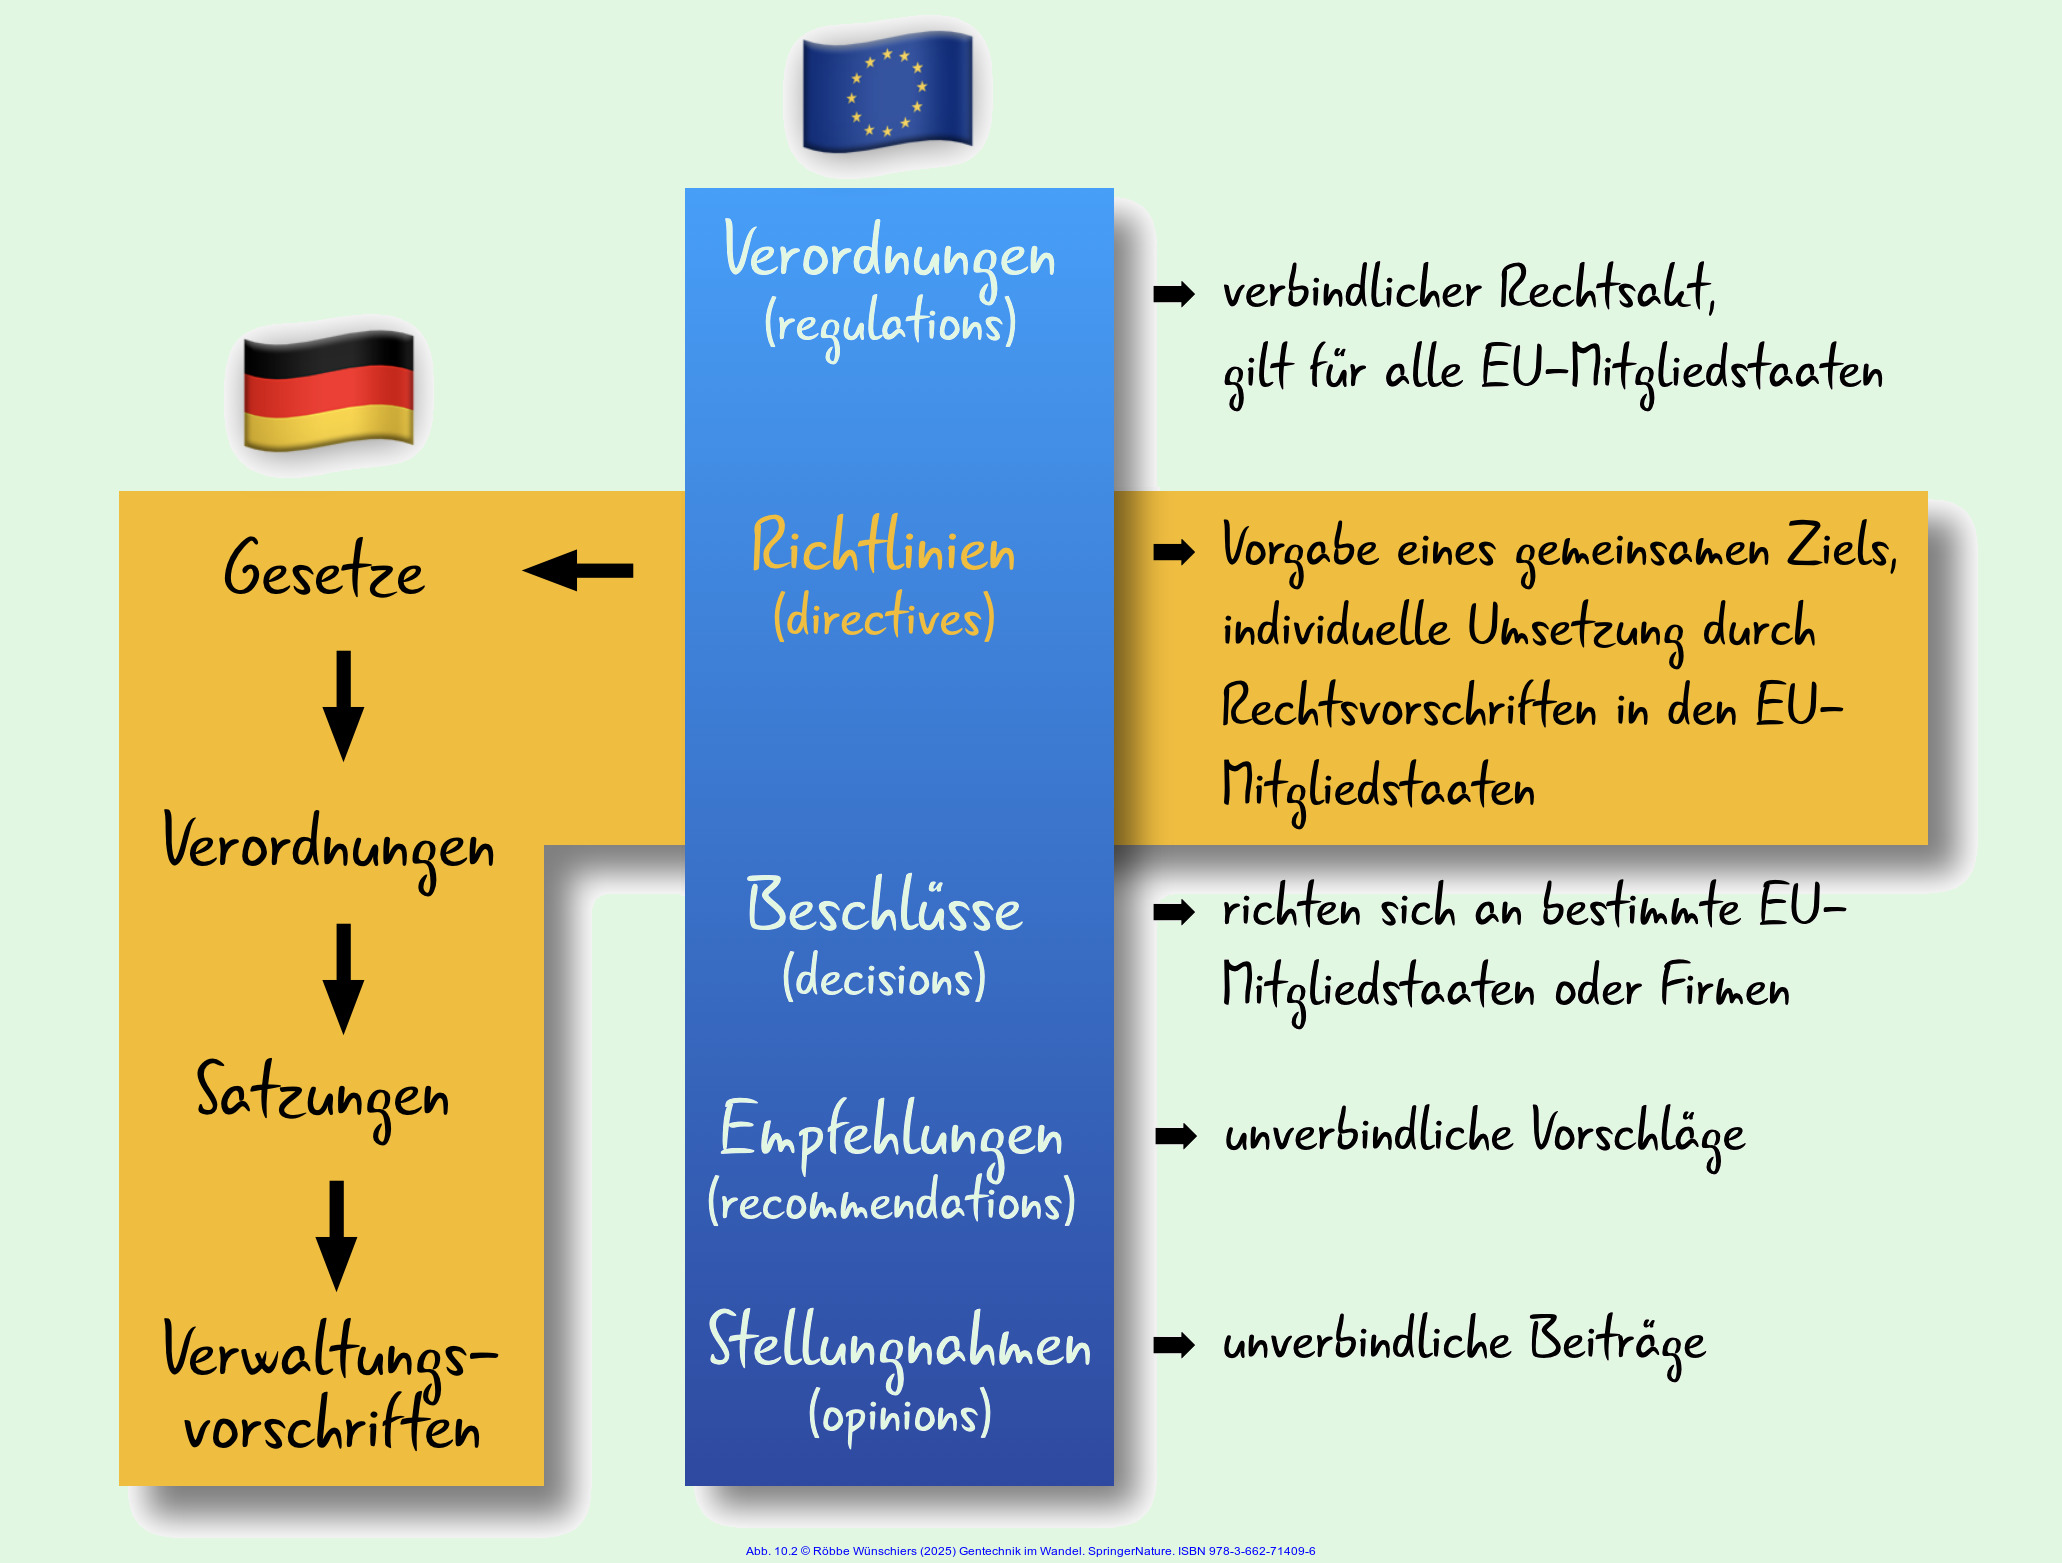 Verordnungen
(regulations)
verbindlicher Rechtsakt,
gilt für alle EU-Mitgliedstaaten
Gesetze
Richtlinien
(directives)
Vorgabe eines gemeinsamen Ziels,
individuelle Umsetzung durch
Rechtsvorschriften in den EU-
Mitgliedstaaten
Verordnungen
Beschlüsse
(decisions)
richten sich an bestimmte EU-
Mitgliedstaaten oder Firmen
Satzungen
Empfehlungen
(recommendations)
unverbindliche Vorschläge
Verwaltungs-
vorschriften
Stellungnahmen
(opinions)
unverbindliche Beiträge
Abb. 10.2 © Röbbe Wünschiers (2025) Gentechnik im Wandel. SpringerNature. ISBN 978-3-662-71409-6